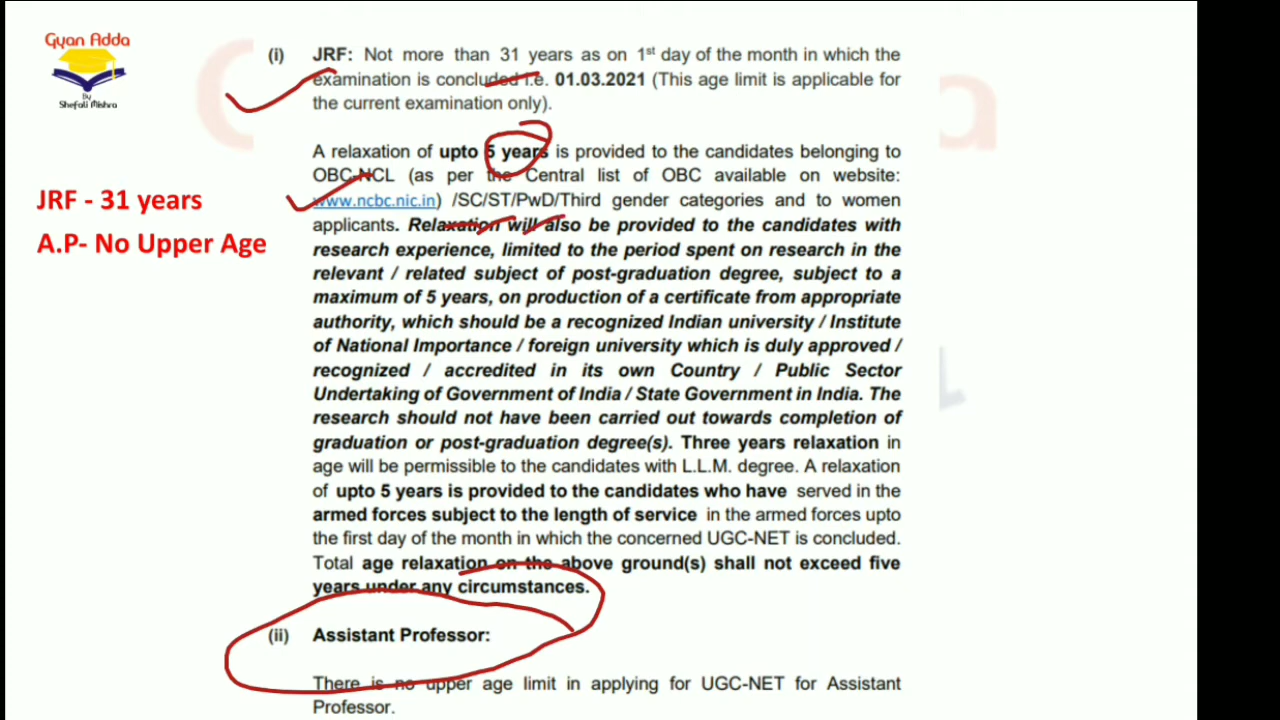 Gyan Adda
By
Shefali Mishra
JRF - 31 years
A.P- No Upper Age
(i) JRF: Not more than 31 years as on 1st day of the month in which the
examination is concluded i.e. 01.03.2021 (This age limit is applicable for
the current examination only).
A relaxation of upto 5 years is provided to the candidates belonging to
OBC-NCL (as per the Central list of OBC available on website:
www.ncbc.nic.in) /SC/ST/PwD/Third gender categories and to women
applicants. Relaxation will also be provided to the candidates with
research experience, limited to the period spent on research in the
relevant / related subject of post-graduation degree, subject to a
maximum of 5 years, on production of a certificate from appropriate
authority, which should be a recognized Indian university / Institute
of National Importance / foreign university which is duly approved /
recognized / accredited in its own Country / Public Sector
Undertaking of Government of India / State Government in India. The
research should not have been carried out towards completion of
graduation or post-graduation degree(s). Three years relaxation in
age will be permissible to the candidates with L.L.M. degree. A relaxation
of upto 5 years is provided to the candidates who have served in the
armed forces subject to the length of service in the armed forces upto
the first day of the month in which the concerned UGC-NET is concluded.
Total age relaxation on the above ground(s) shall not exceed five
years under any circumstances.
(ii) Assistant Professor:
There is no upper age limit in applying for UGC-NET for Assistant
Professor.